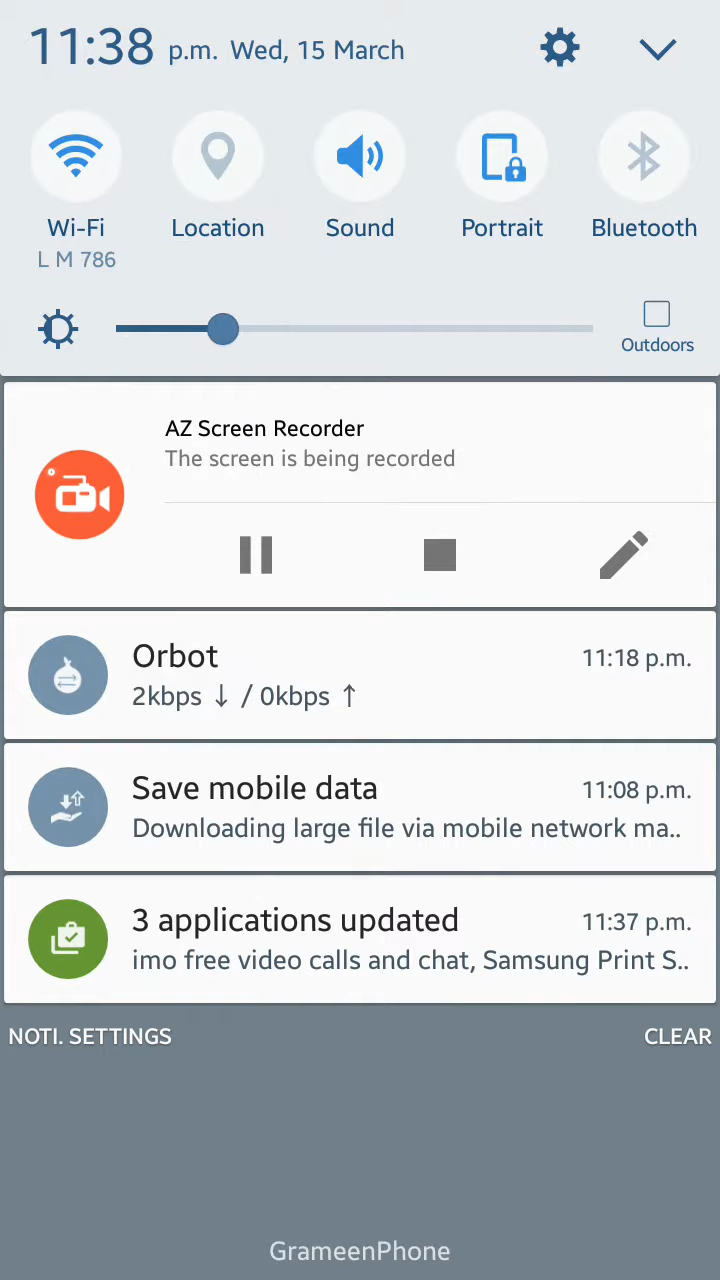 11:38 p.m. Wed, 15 March
Wi-Fi Location Sound Portrait Bluetooth
L M 786
Outdoors
AZ Screen Recorder
The screen is being recorded
Orbot 11:18 p.m.
2kbps ↓ / 0kbps ↑
Save mobile data 11:08 p.m.
Downloading large file via mobile network ma..
3 applications updated 11:37 p.m.
imo free video calls and chat, Samsung Print S..
NOTI. SETTINGS CLEAR
GrameenPhone